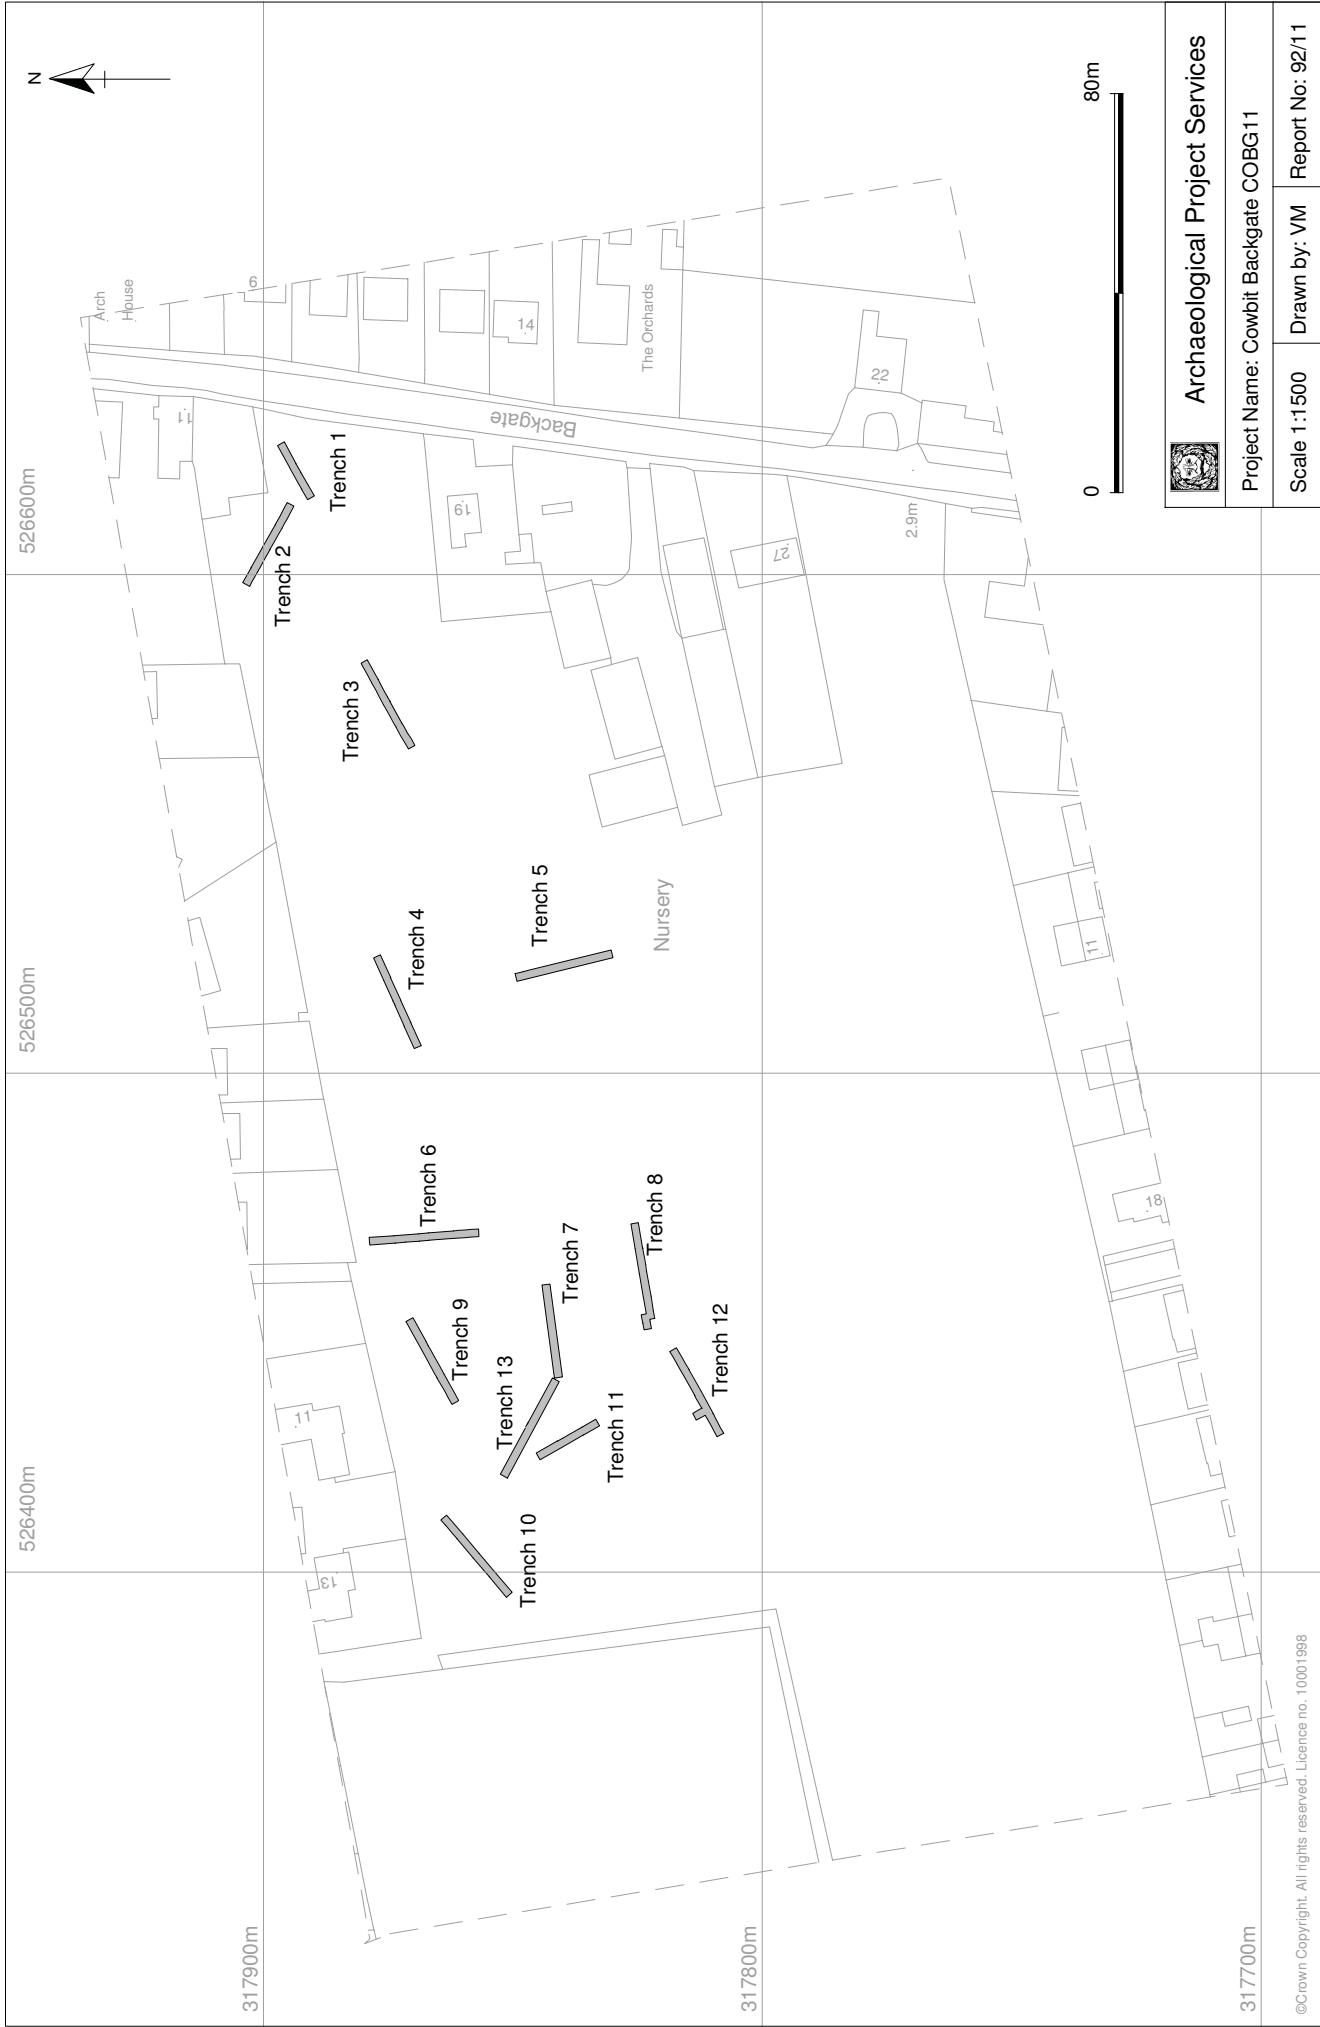 N
526400m
526500m
526600m
317900m
317800m
317700m
Arch
House
6
11
Trench 1
Trench 2
Trench 3
Trench 4
Trench 5
Trench 6
Trench 7
Trench 8
Trench 9
Trench 10
Trench 11
Trench 12
Trench 13
11
13
14
19
Backgate
The Orchards
22
27
2.9m
Nursery
11
18
0
80m
Archaeological Project Services
Project Name: Cowbit Backgate COBG11
Scale 1:1500
Drawn by: VM
Report No: 92/11
©Crown Copyright. All rights reserved. Licence no. 10001998